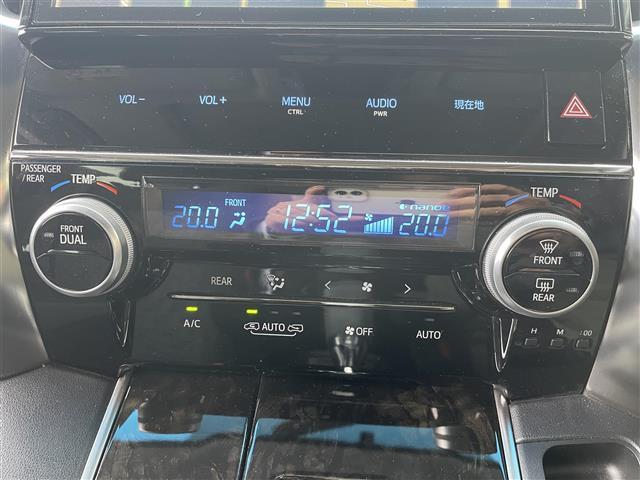 VOL− VOL+ MENU AUDIO 現在地
CTRL PWR
PASSENGER
/REAR
TEMP
TEMP
FRONT
20.0 12:52 20.0
nanoe
FRONT
DUAL
FRONT
REAR
REAR < >
A/C AUTO OFF AUTO
H M :00